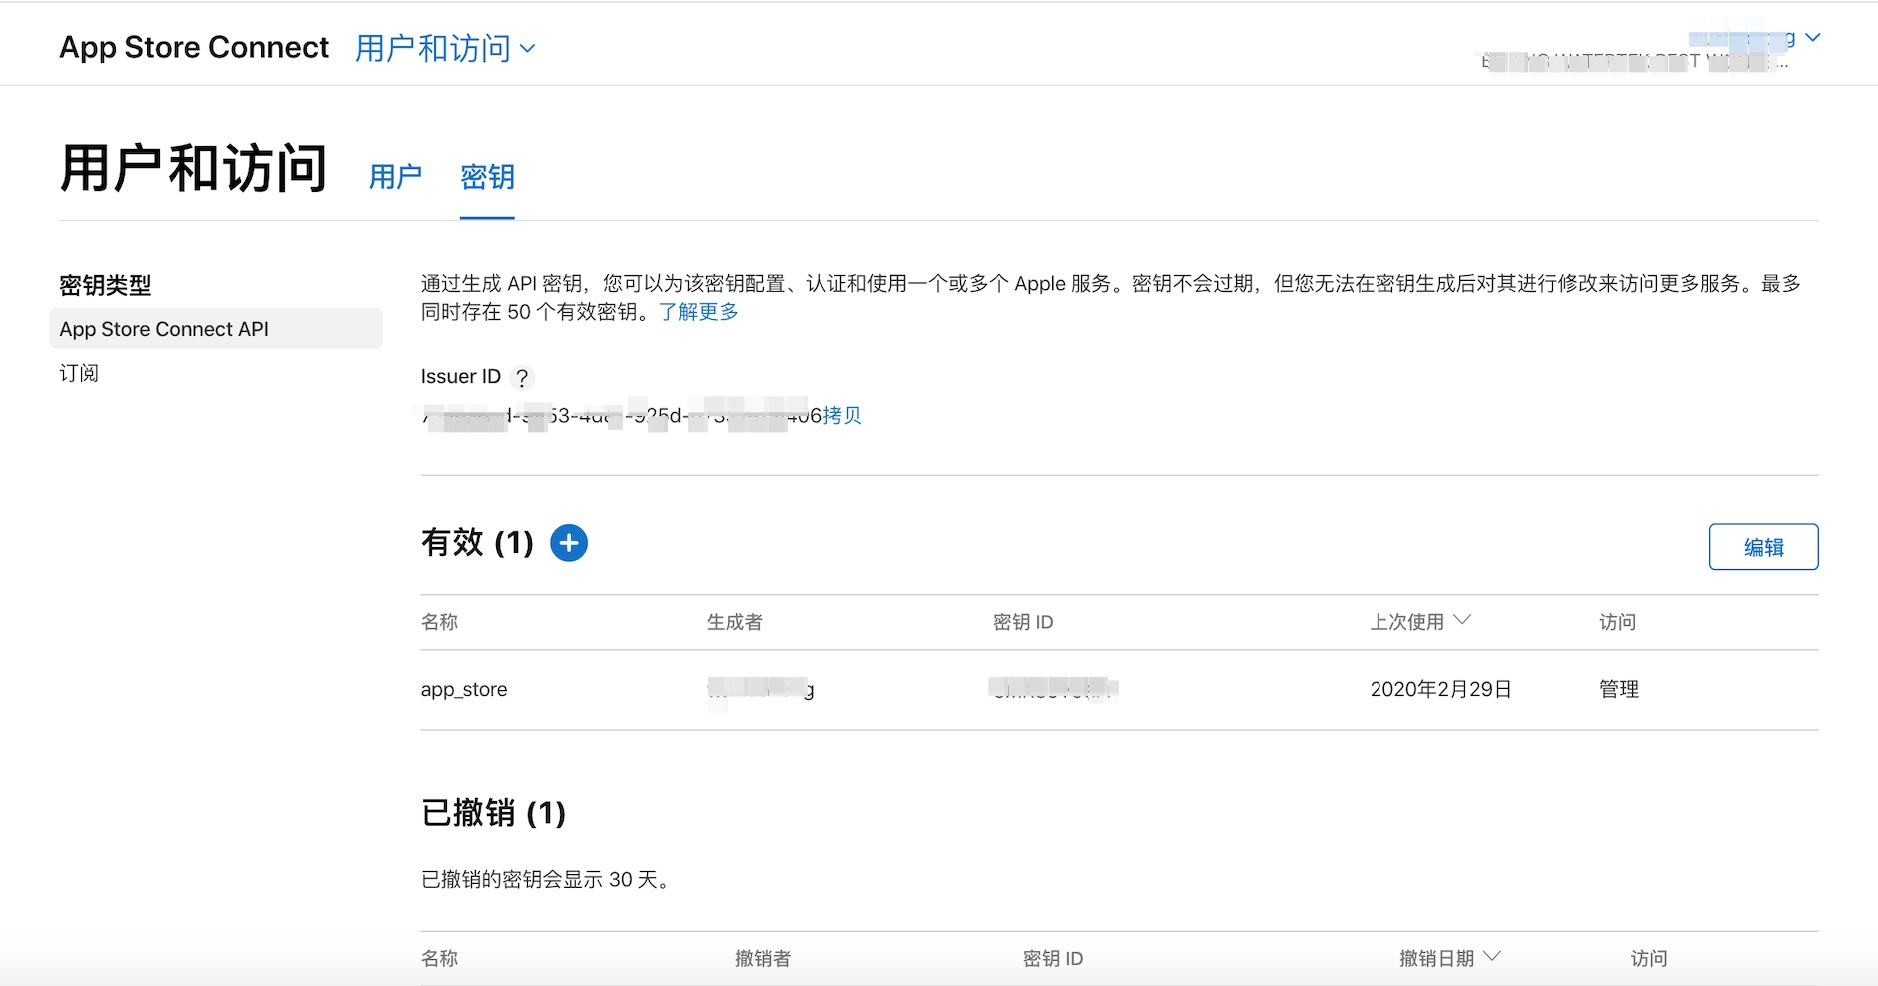 App Store Connect 用户和访问
用户和访问 用户 密钥
密钥类型
App Store Connect API
订阅
通过生成 API 密钥，您可以为该密钥配置、认证和使用一个或多个 Apple 服务。密钥不会过期，但您无法在密钥生成后对其进行修改来访问更多服务。最多
同时存在 50 个有效密钥。了解更多
Issuer ID ?
拷贝
有效 (1) +
编辑
名称 生成者 密钥 ID 上次使用 访问
app_store 2020年2月29日 管理
已撤销 (1)
已撤销的密钥会显示 30 天。
名称 撤销者 密钥 ID 撤销日期 访问